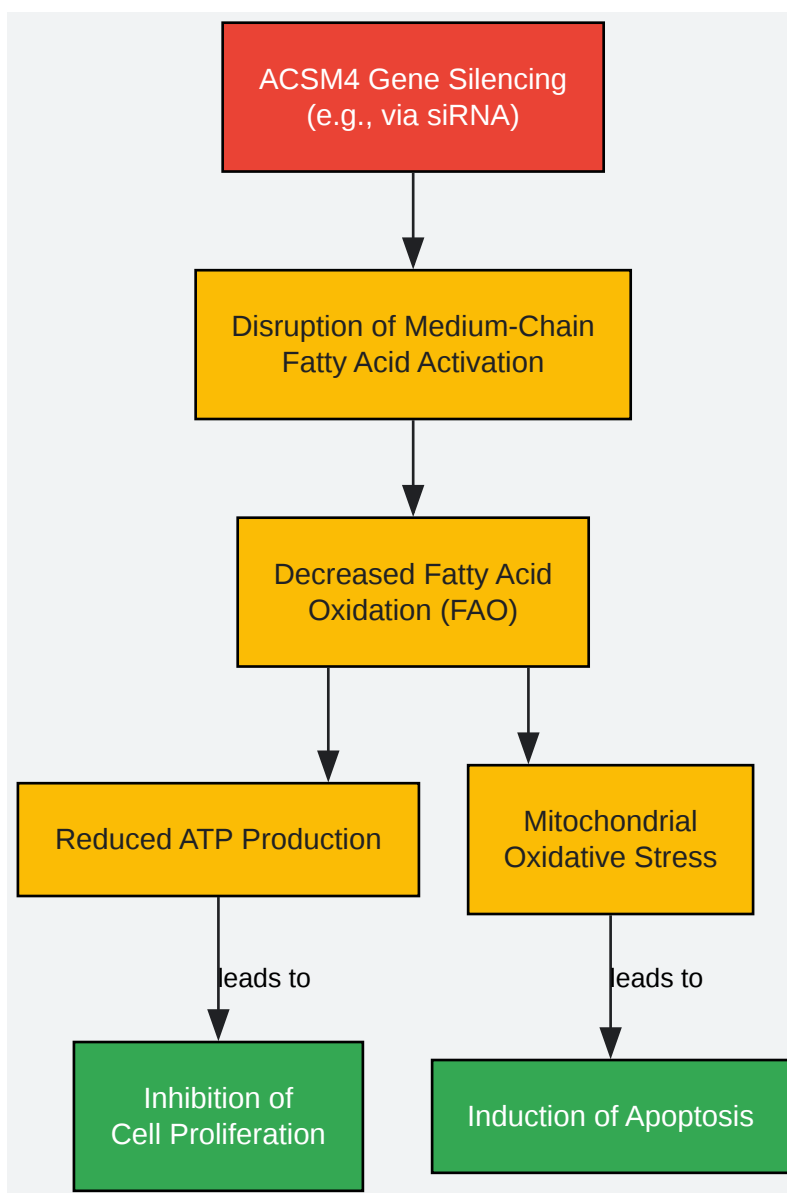 ACSM4 Gene Silencing
(e.g., via siRNA)
Disruption of Medium-Chain
Fatty Acid Activation
Decreased Fatty Acid
Oxidation (FAO)
Reduced ATP Production
Mitochondrial
Oxidative Stress
leads to
leads to
Inhibition of
Cell Proliferation
Induction of Apoptosis